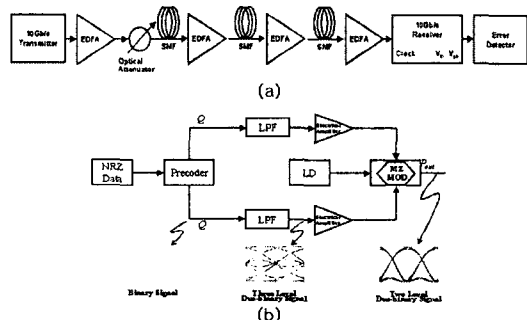 10Gb/s
Transmitter
EDFA
Optical
Attenuator
SMF
EDFA
SMF
EDFA
SMF
EDFA
10Gb/s
Receiver
Clock
Error
Detector
(a)
NRZ
Data
Precoder
Q
LPF
LD
MZ
MOD
Q
LPF
Binary Signal
Three Level
Duo-binary Signal
Two Level
Duo-binary Signal
(b)